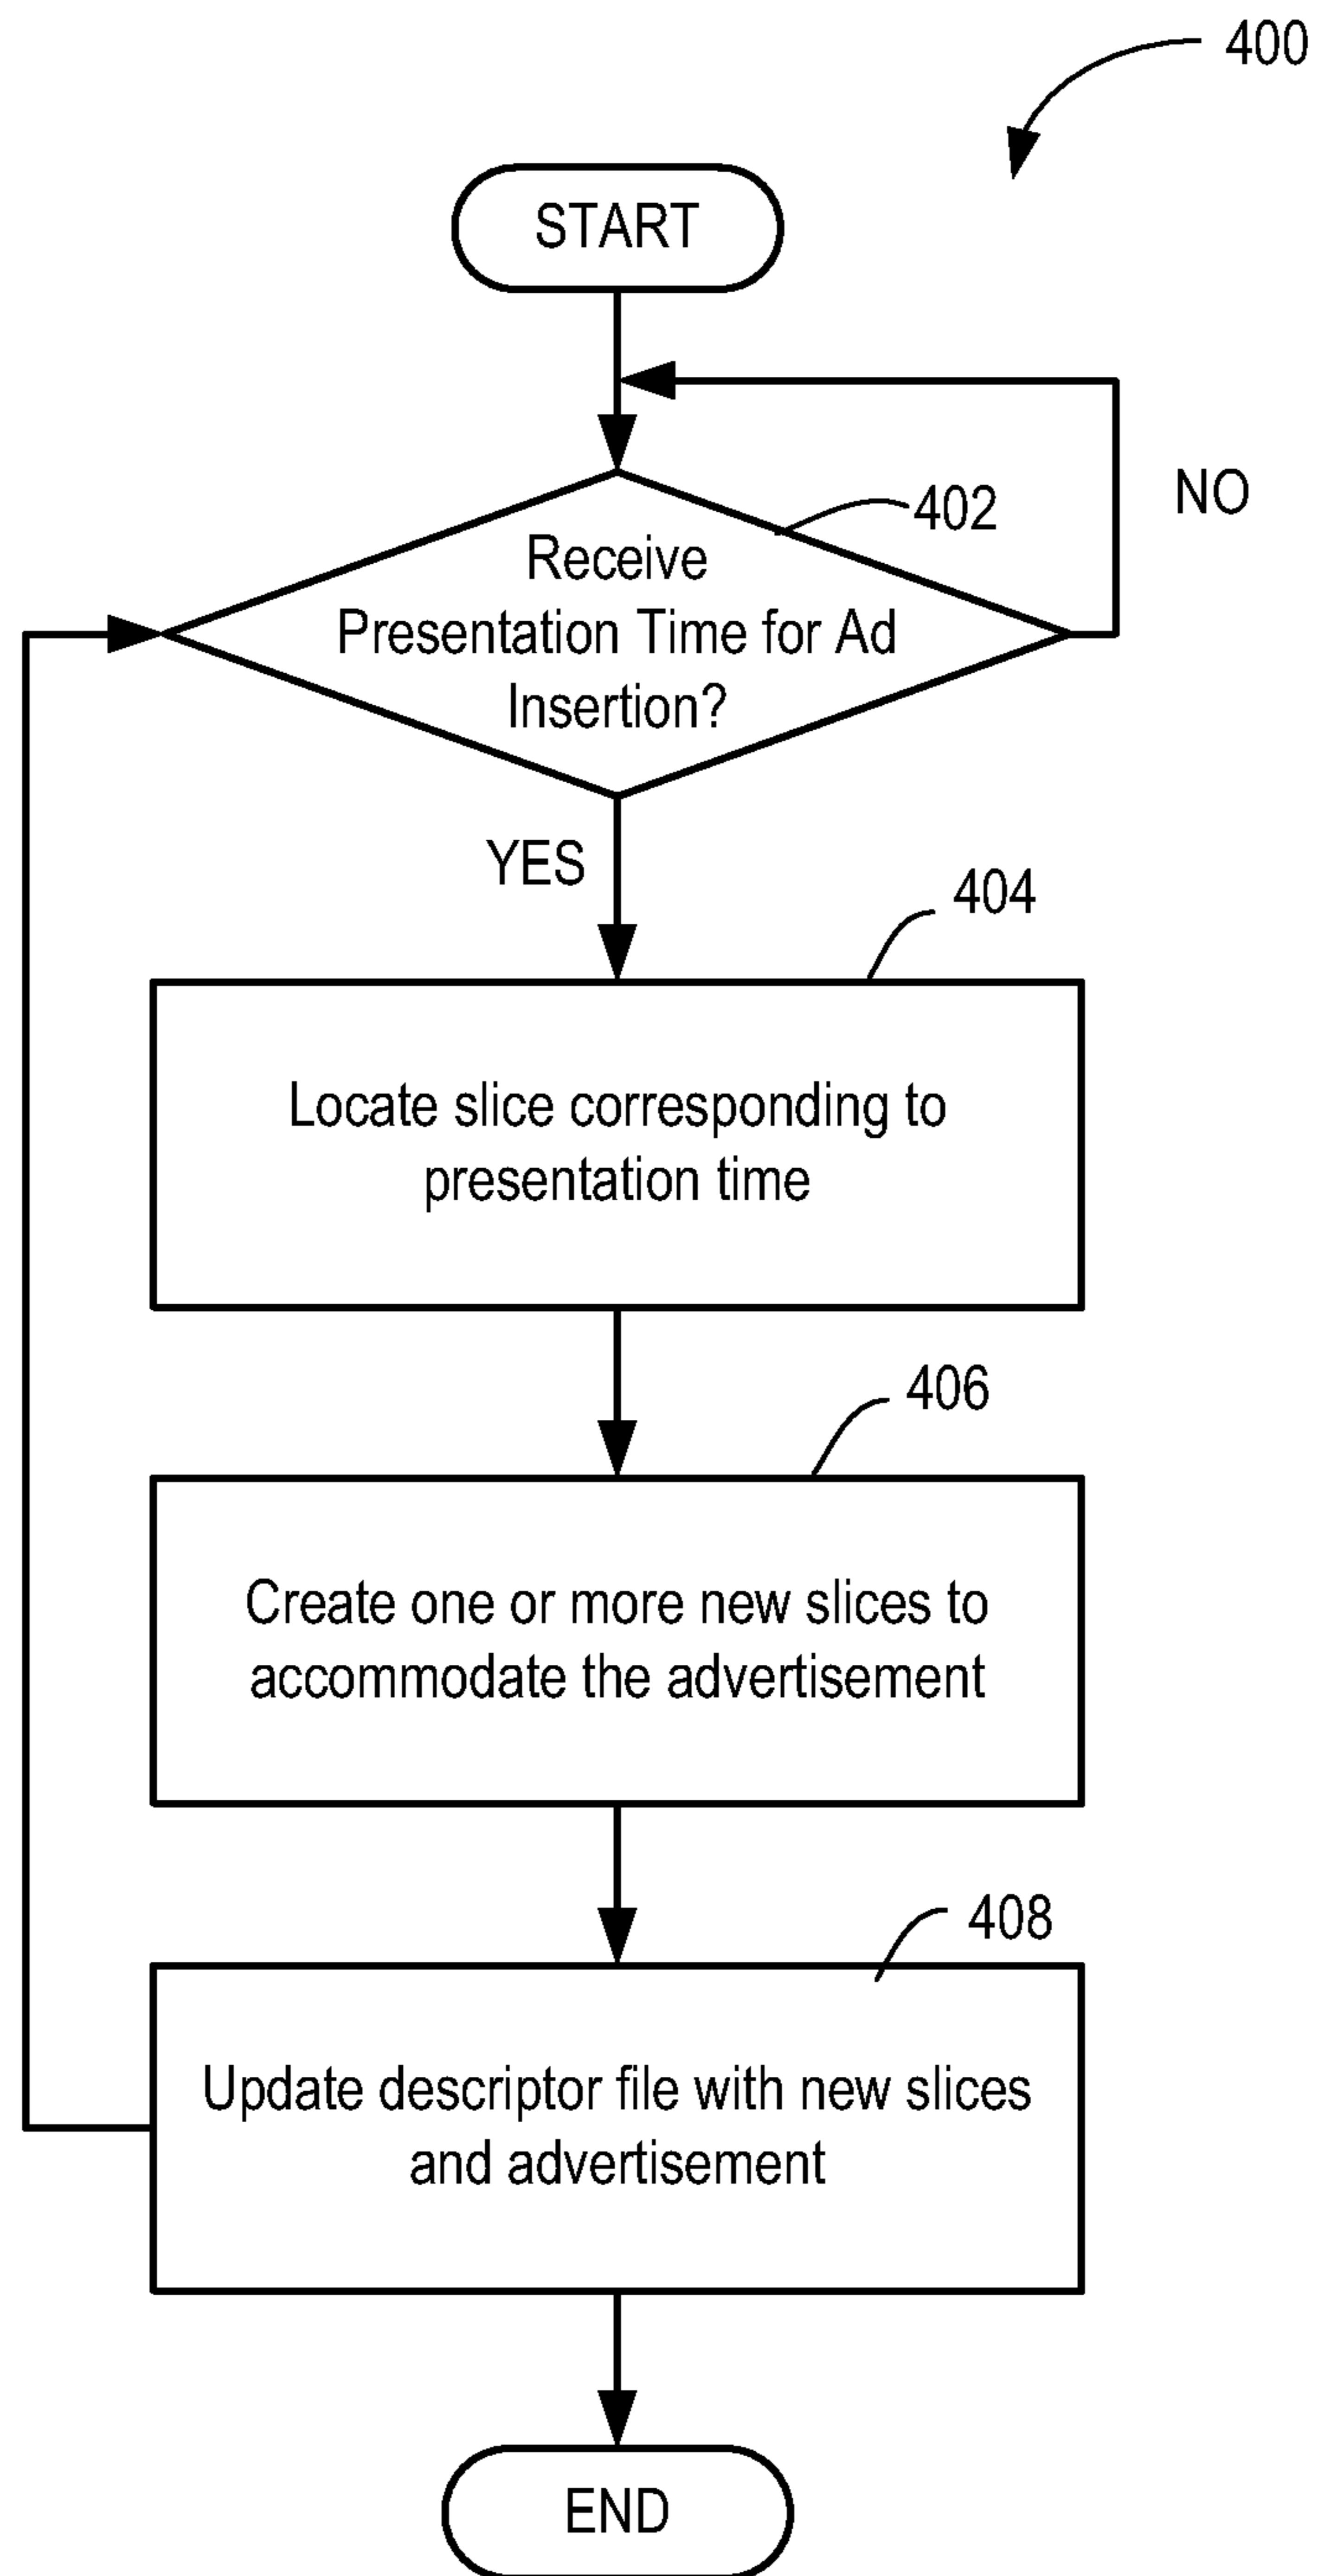 400
START
NO
402
Receive
Presentation Time for Ad
Insertion?
YES
404
Locate slice corresponding to
presentation time
406
Create one or more new slices to
accommodate the advertisement
408
Update descriptor file with new slices
and advertisement
END